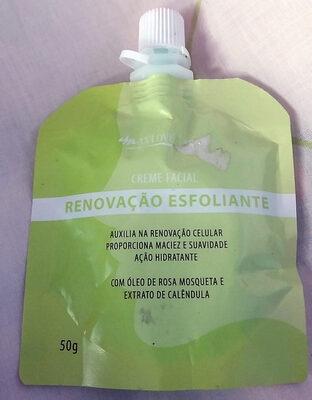 CREME FACIAL
RENOVAÇÃO ESFOLIANTE
AUXILIA NA RENOVAÇÃO CELULAR
PROPORCIONA MACIEZ E SUAVIDADE
AÇÃO HIDRATANTE
COM ÓLEO DE ROSA MOSQUETA E
EXTRATO DE CALÊNDULA
50g